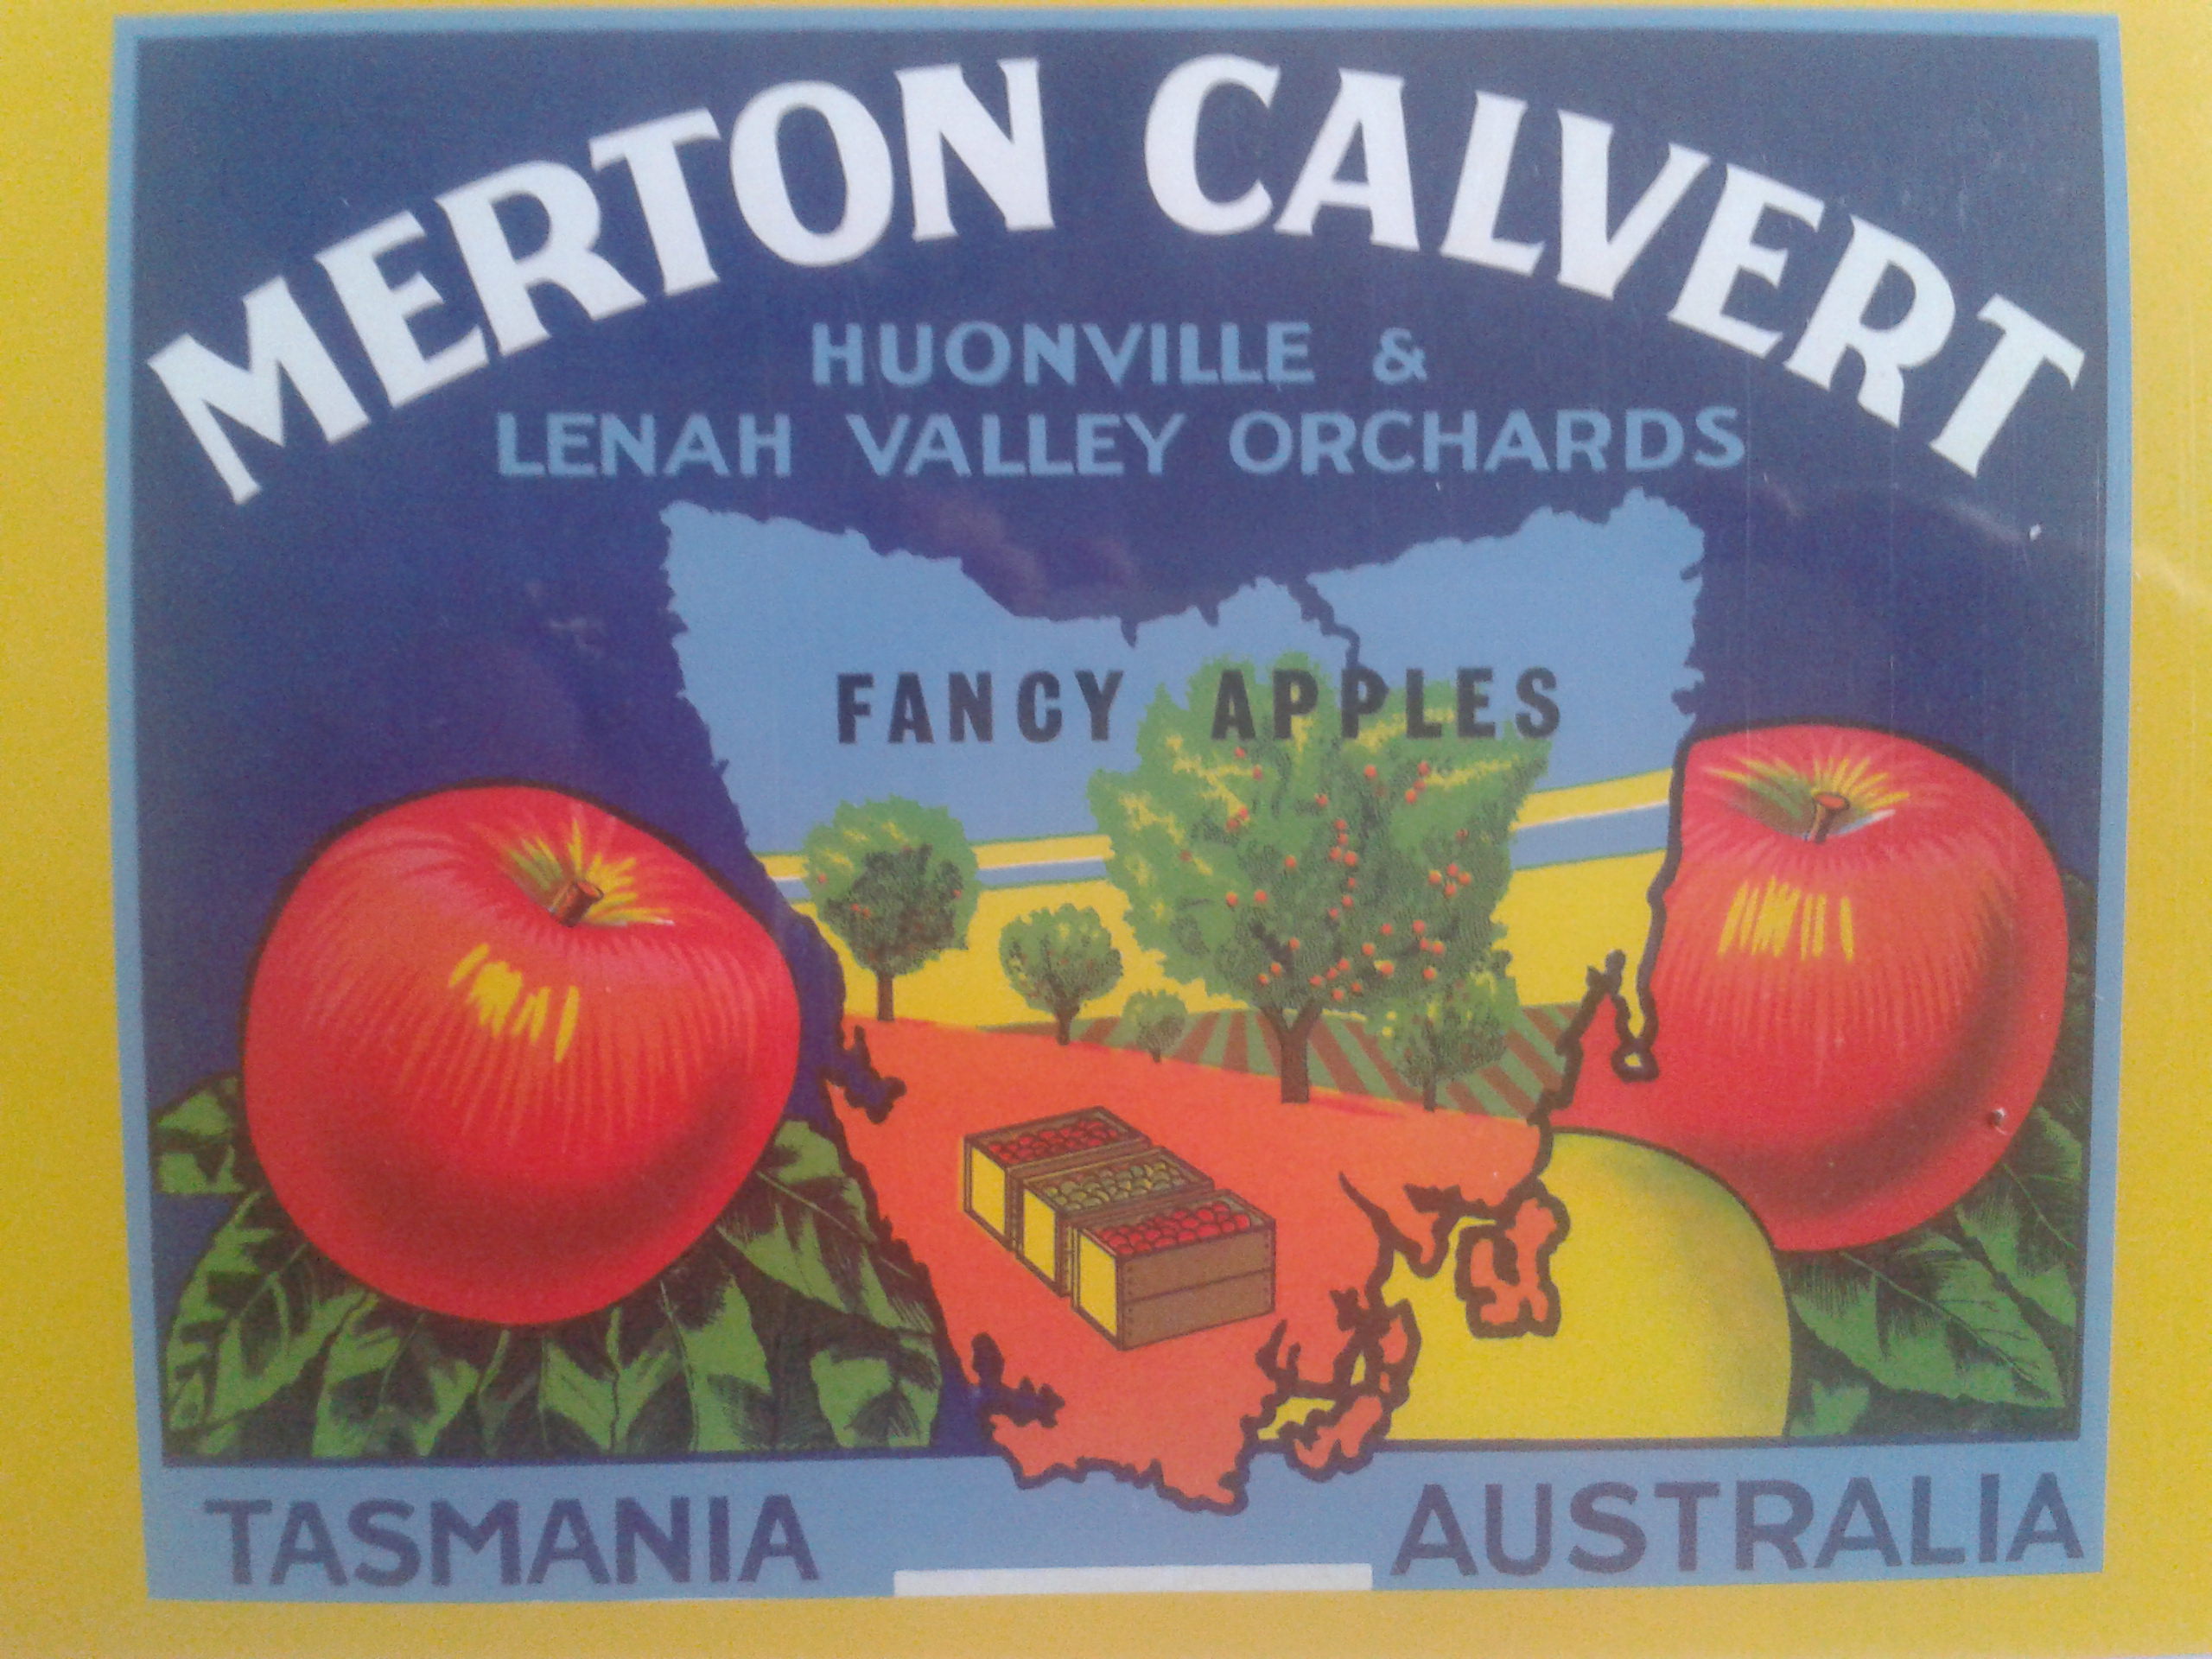 MERTON CALVERT
HUONVILLE &
LENAH VALLEY ORCHARDS
FANCY APPLES
TASMANIA
AUSTRALIA